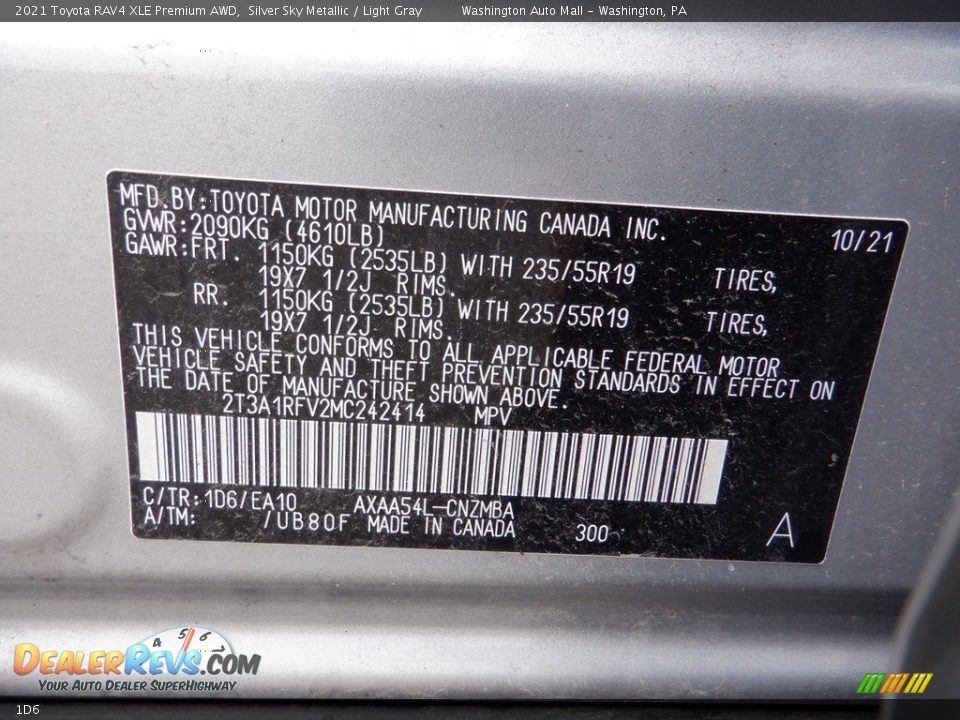 2021 Toyota RAV4 XLE Premium AWD, Silver Sky Metallic / Light Gray Washington Auto Mall - Washington, PA
MFD.BY:TOYOTA MOTOR MANUFACTURING CANADA INC.
GVWR:2090KG (4610LB) 10/21
GAWR:FRT. 1150KG (2535LB) WITH 235/55R19 TIRES,
19X7 1/2J RIMS.
RR. 1150KG (2535LB) WITH 235/55R19 TIRES,
19X7 1/2J RIMS.
THIS VEHICLE CONFORMS TO ALL APPLICABLE FEDERAL MOTOR
VEHICLE SAFETY AND THEFT PREVENTION STANDARDS IN EFFECT ON
THE DATE OF MANUFACTURE SHOWN ABOVE.
2T3A1RFV2MC242414 MPV
C/TR:1D6/EA10 AXAA54L-CNZMBA
A/TM: /UB80F MADE IN CANADA 300 A
4 5 6
DEALERREVS.COM
YOUR AUTO DEALER SUPERHIGHWAY
1D6